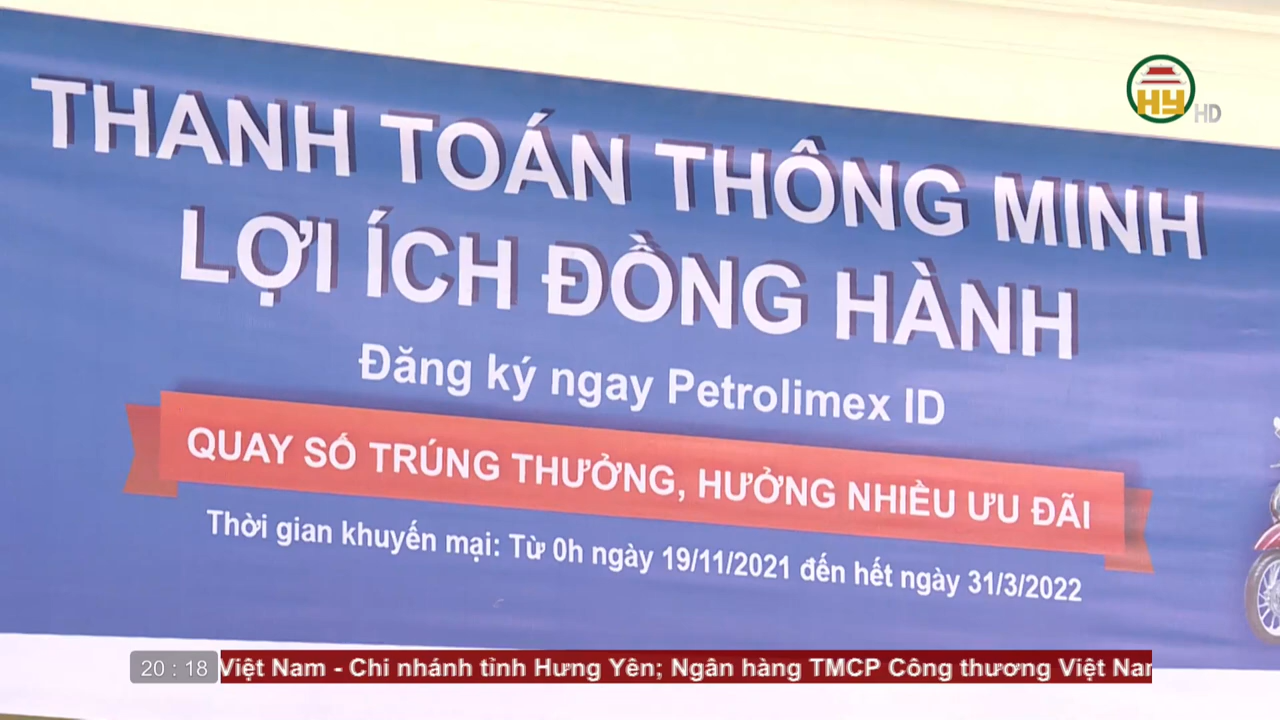 HY HD
THANH TOÁN THÔNG MINH
LỢI ÍCH ĐỒNG HÀNH
Đăng ký ngay Petrolimex ID
QUAY SỐ TRÚNG THƯỞNG, HƯỞNG NHIỀU ƯU ĐÃI
Thời gian khuyến mại: Từ 0h ngày 19/11/2021 đến hết ngày 31/3/2022
20 : 18 Việt Nam - Chi nhánh tỉnh Hưng Yên; Ngân hàng TMCP Công thương Việt